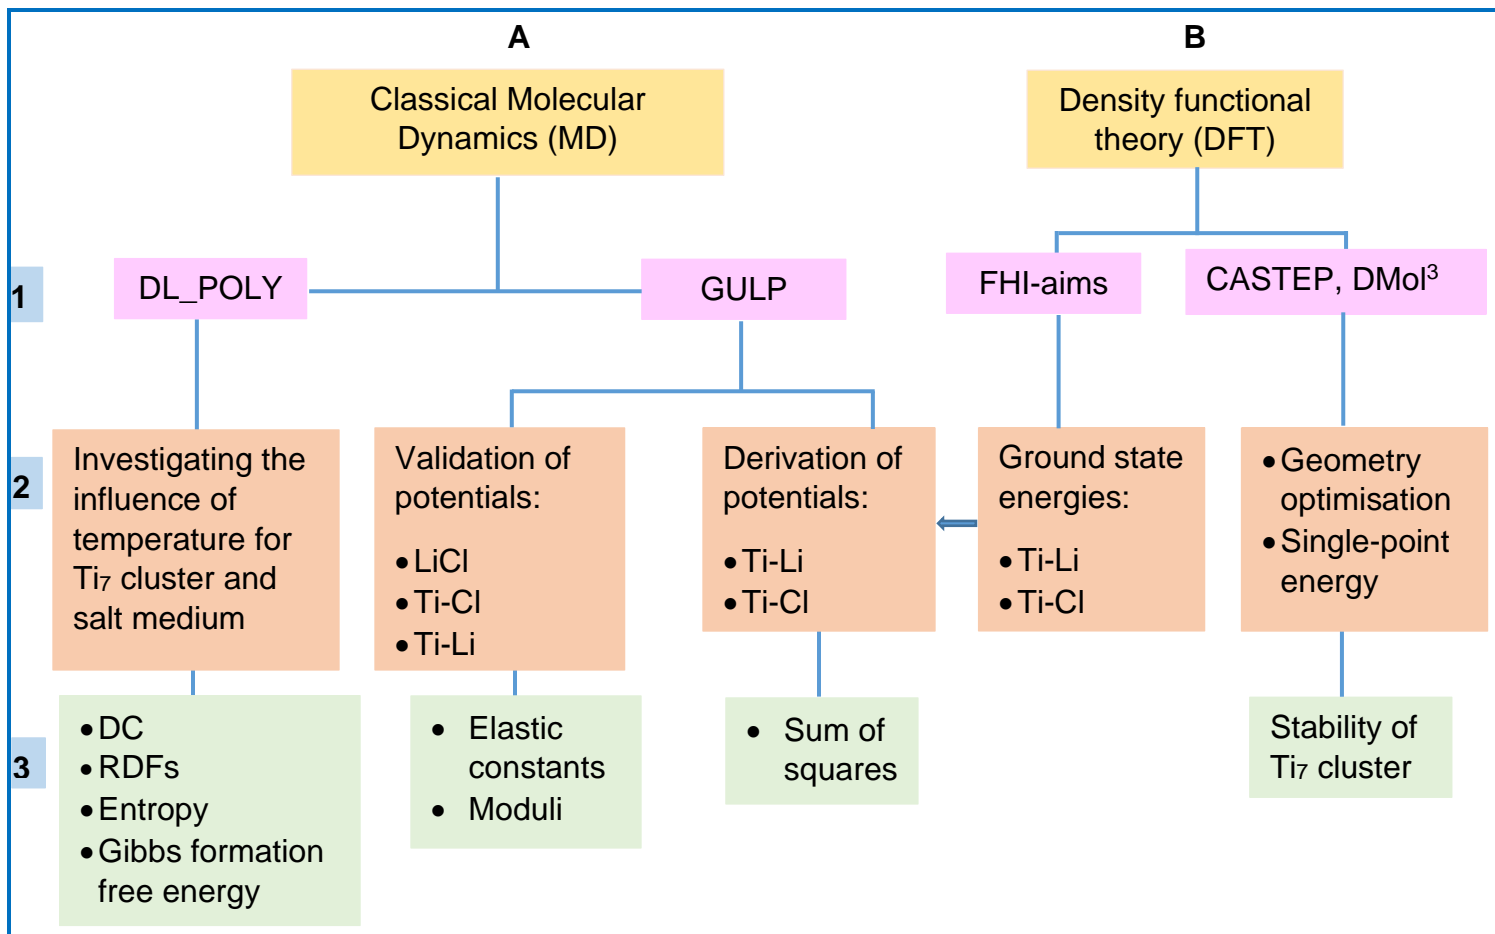 A
B
Classical Molecular
Dynamics (MD)
Density functional
theory (DFT)
1
DL_POLY
GULP
FHI-aims
CASTEP, DMol³
2
Investigating the
influence of
temperature for
Ti₇ cluster and
salt medium
Validation of
potentials:
• LiCl
• Ti-Cl
• Ti-Li
Derivation of
potentials:
• Ti-Li
• Ti-Cl
Ground state
energies:
• Ti-Li
• Ti-Cl
• Geometry
optimisation
• Single-point
energy
3
• DC
• RDFs
• Entropy
• Gibbs formation
free energy
• Elastic
constants
• Moduli
• Sum of
squares
Stability of
Ti₇ cluster